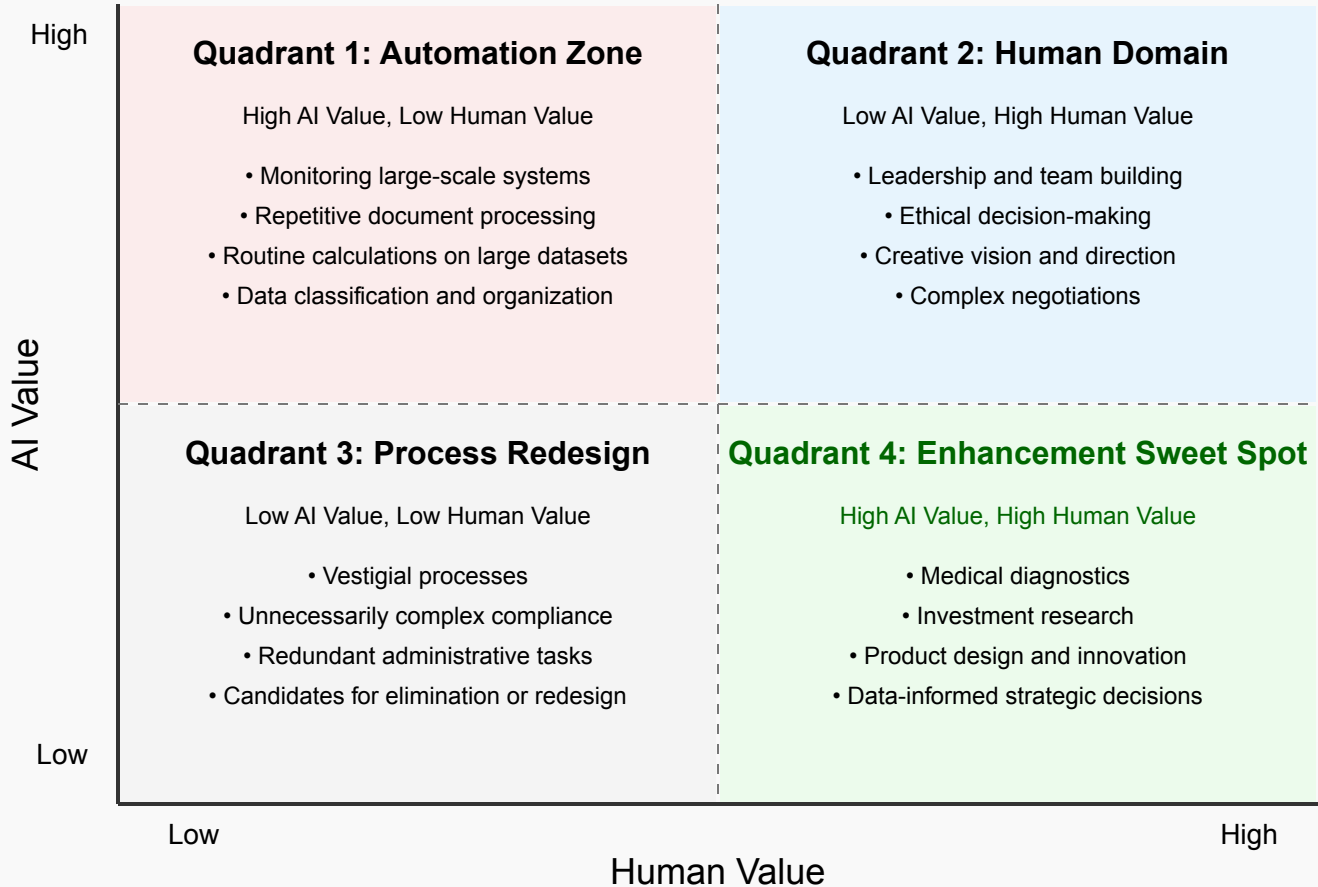 High
Quadrant 1: Automation Zone
High AI Value, Low Human Value
• Monitoring large-scale systems
• Repetitive document processing
• Routine calculations on large datasets
• Data classification and organization
Quadrant 2: Human Domain
Low AI Value, High Human Value
• Leadership and team building
• Ethical decision-making
• Creative vision and direction
• Complex negotiations
AI Value
Quadrant 3: Process Redesign
Low AI Value, Low Human Value
• Vestigial processes
• Unnecessarily complex compliance
• Redundant administrative tasks
• Candidates for elimination or redesign
Quadrant 4: Enhancement Sweet Spot
High AI Value, High Human Value
• Medical diagnostics
• Investment research
• Product design and innovation
• Data-informed strategic decisions
Low
Low
High
Human Value